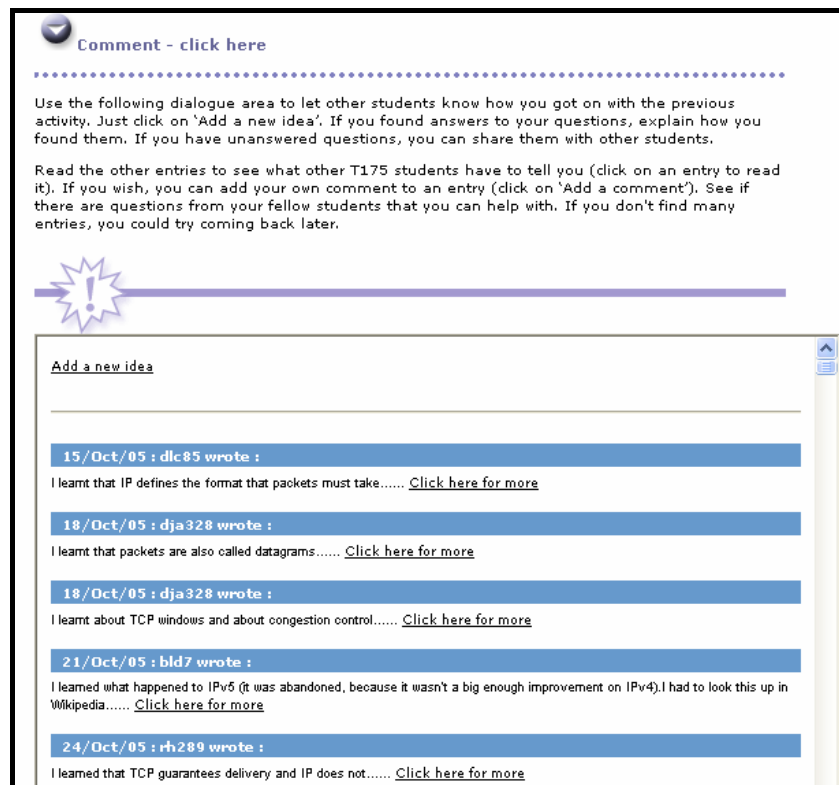 Comment - click here
Use the following dialogue area to let other students know how you got on with the previous
activity. Just click on 'Add a new idea'. If you found answers to your questions, explain how you
found them. If you have unanswered questions, you can share them with other students.
Read the other entries to see what other T175 students have to tell you (click on an entry to read
it). If you wish, you can add your own comment to an entry (click on 'Add a comment'). See if
there are questions from your fellow students that you can help with. If you don't find many
entries, you could try coming back later.
!
Add a new idea
15/Oct/05 : dlc85 wrote :
I learnt that IP defines the format that packets must take...... Click here for more
18/Oct/05 : dja328 wrote :
I learnt that packets are also called datagrams...... Click here for more
18/Oct/05 : dja328 wrote :
I learnt about TCP windows and about congestion control...... Click here for more
21/Oct/05 : bld7 wrote :
I learned what happened to IPv5 (it was abandoned, because it wasn't a big enough improvement on IPv4).I had to look this up in
Wikipedia...... Click here for more
24/Oct/05 : rh289 wrote :
I learned that TCP guarantees delivery and IP does not...... Click here for more